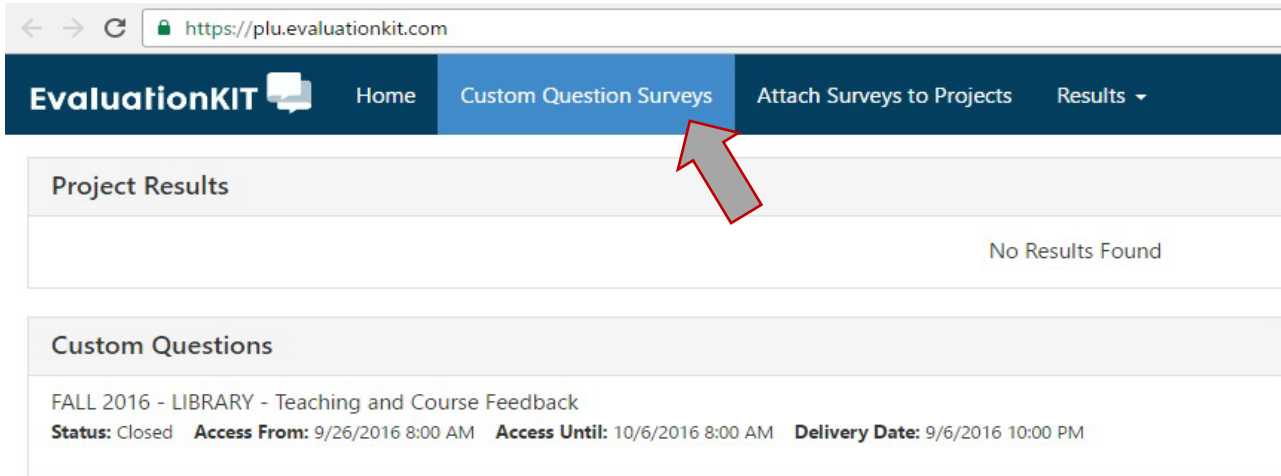 https://plu.evaluationkit.com
EvaluationKIT Home Custom Question Surveys Attach Surveys to Projects Results
Project Results
No Results Found
Custom Questions
FALL 2016 - LIBRARY - Teaching and Course Feedback
Status: Closed Access From: 9/26/2016 8:00 AM Access Until: 10/6/2016 8:00 AM Delivery Date: 9/6/2016 10:00 PM